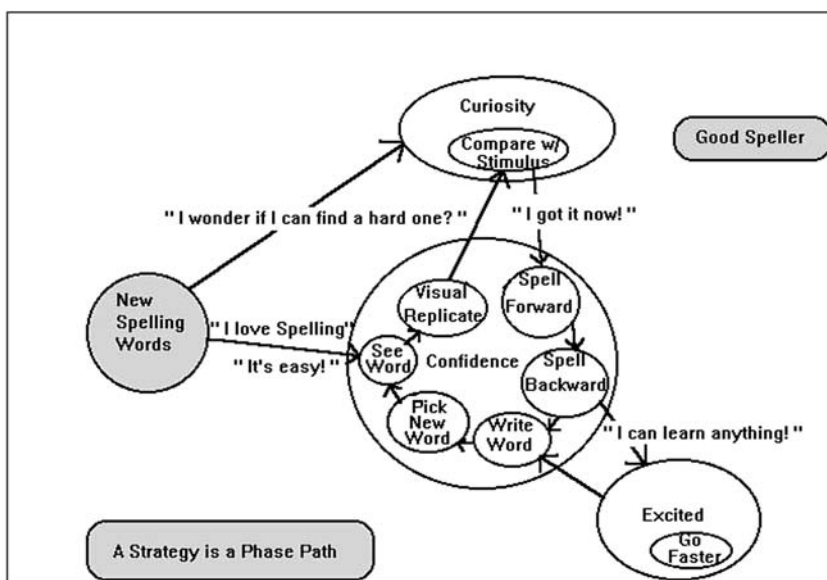 Curiosity
Compare w/
Stimulus
Good Speller
" I wonder if I can find a hard one? "
" I got it now! "
New
Spelling
Words
Visual
Replicate
Spell
Forward
" I love Spelling"
" It's easy! "
See
Word
Confidence
Spell
Backward
Pick
New
Word
Write
Word
" I can learn anything! "
Excited
Go
Faster
A Strategy is a Phase Path